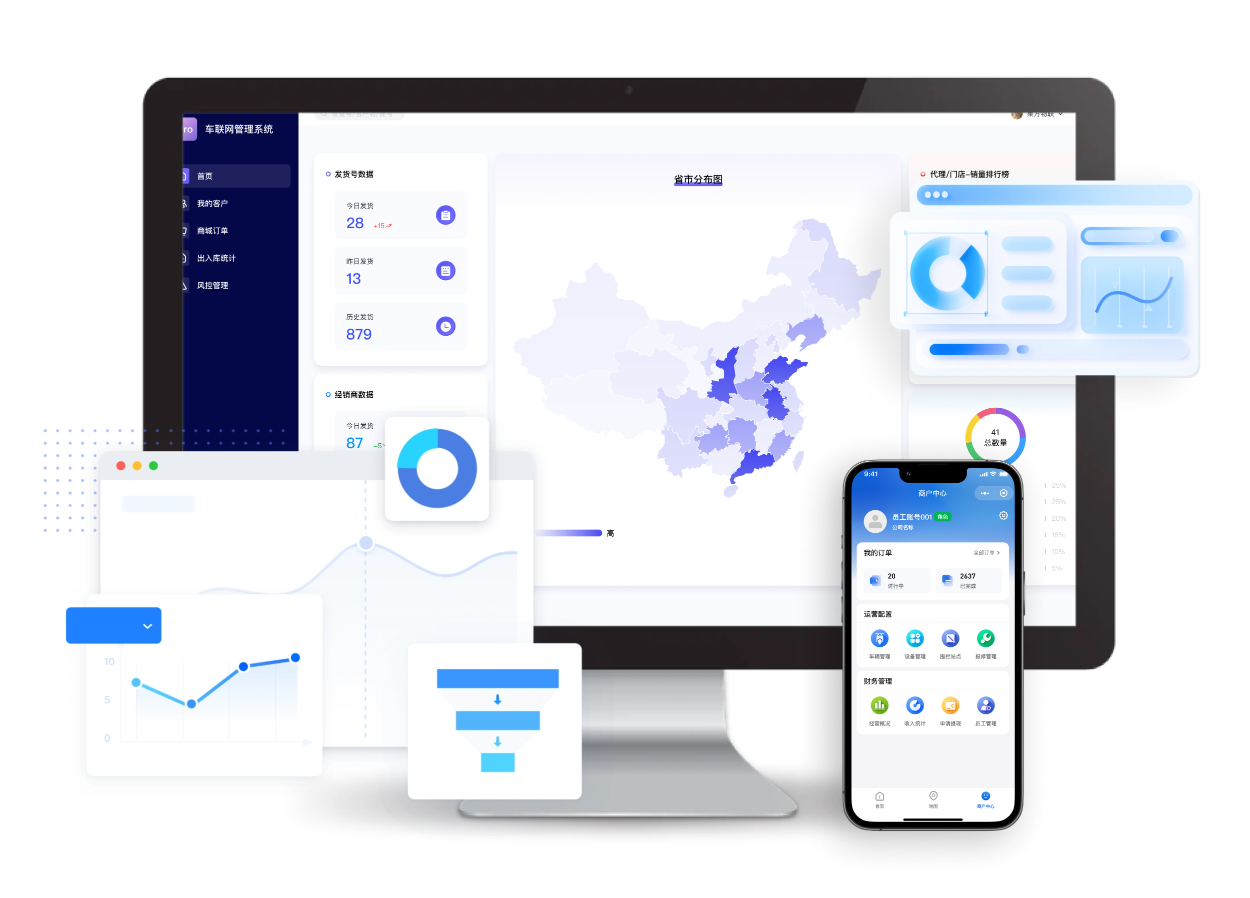 ro 车联网管理系统
首页
我的客户
商城订单
出入库统计
风控管理
发货号数据
今日发货
28 +15
昨日发货
13
历史发货
879
经销商数据
今日发货
87
省市分布图
高
代理/门店-销量排行榜
41
总数量
25%
25%
20%
15%
10%
5%
10
5
0
9:41
商户中心
员工账号001
公司名称
我的订单
全部订单 >
20
进行中
2637
已完成
运营配置
车辆管理
设备管理
围栏站点
报修管理
财务管理
经营概况
收入统计
申请提现
员工管理
首页
地图
商户中心